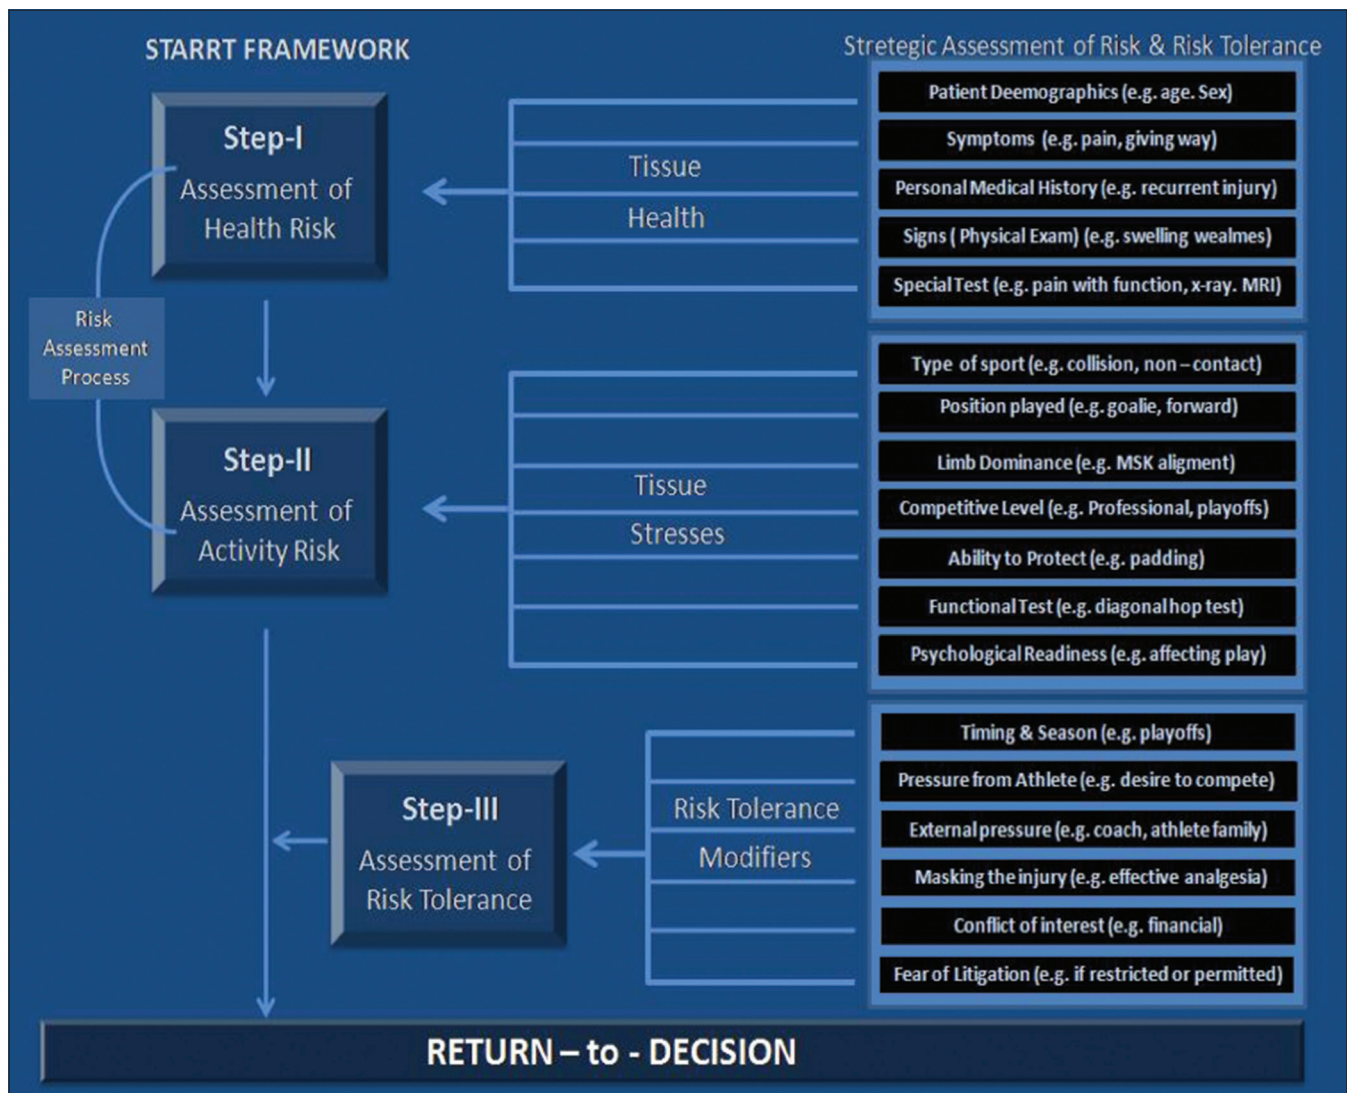 STARRT FRAMEWORK
Stretegic Assessment of Risk & Risk Tolerance
Step-I
Assessment of
Health Risk
Tissue
Health
Patient Deemographics (e.g. age. Sex)
Symptoms (e.g. pain, giving way)
Personal Medical History (e.g. recurrent injury)
Signs ( Physical Exam) (e.g. swelling wealmes)
Special Test (e.g. pain with function, x-ray. MRI)
Risk
Assessment
Process
Step-II
Assessment of
Activity Risk
Tissue
Stresses
Type of sport (e.g. collision, non – contact)
Position played (e.g. goalie, forward)
Limb Dominance (e.g. MSK aligment)
Competitive Level (e.g. Professional, playoffs)
Ability to Protect (e.g. padding)
Functional Test (e.g. diagonal hop test)
Psychological Readiness (e.g. affecting play)
Step-III
Assessment of
Risk Tolerance
Risk Tolerance
Modifiers
Timing & Season (e.g. playoffs)
Pressure from Athlete (e.g. desire to compete)
External pressure (e.g. coach, athlete family)
Masking the injury (e.g. effective analgesia)
Conflict of interest (e.g. financial)
Fear of Litigation (e.g. if restricted or permitted)
RETURN – to - DECISION